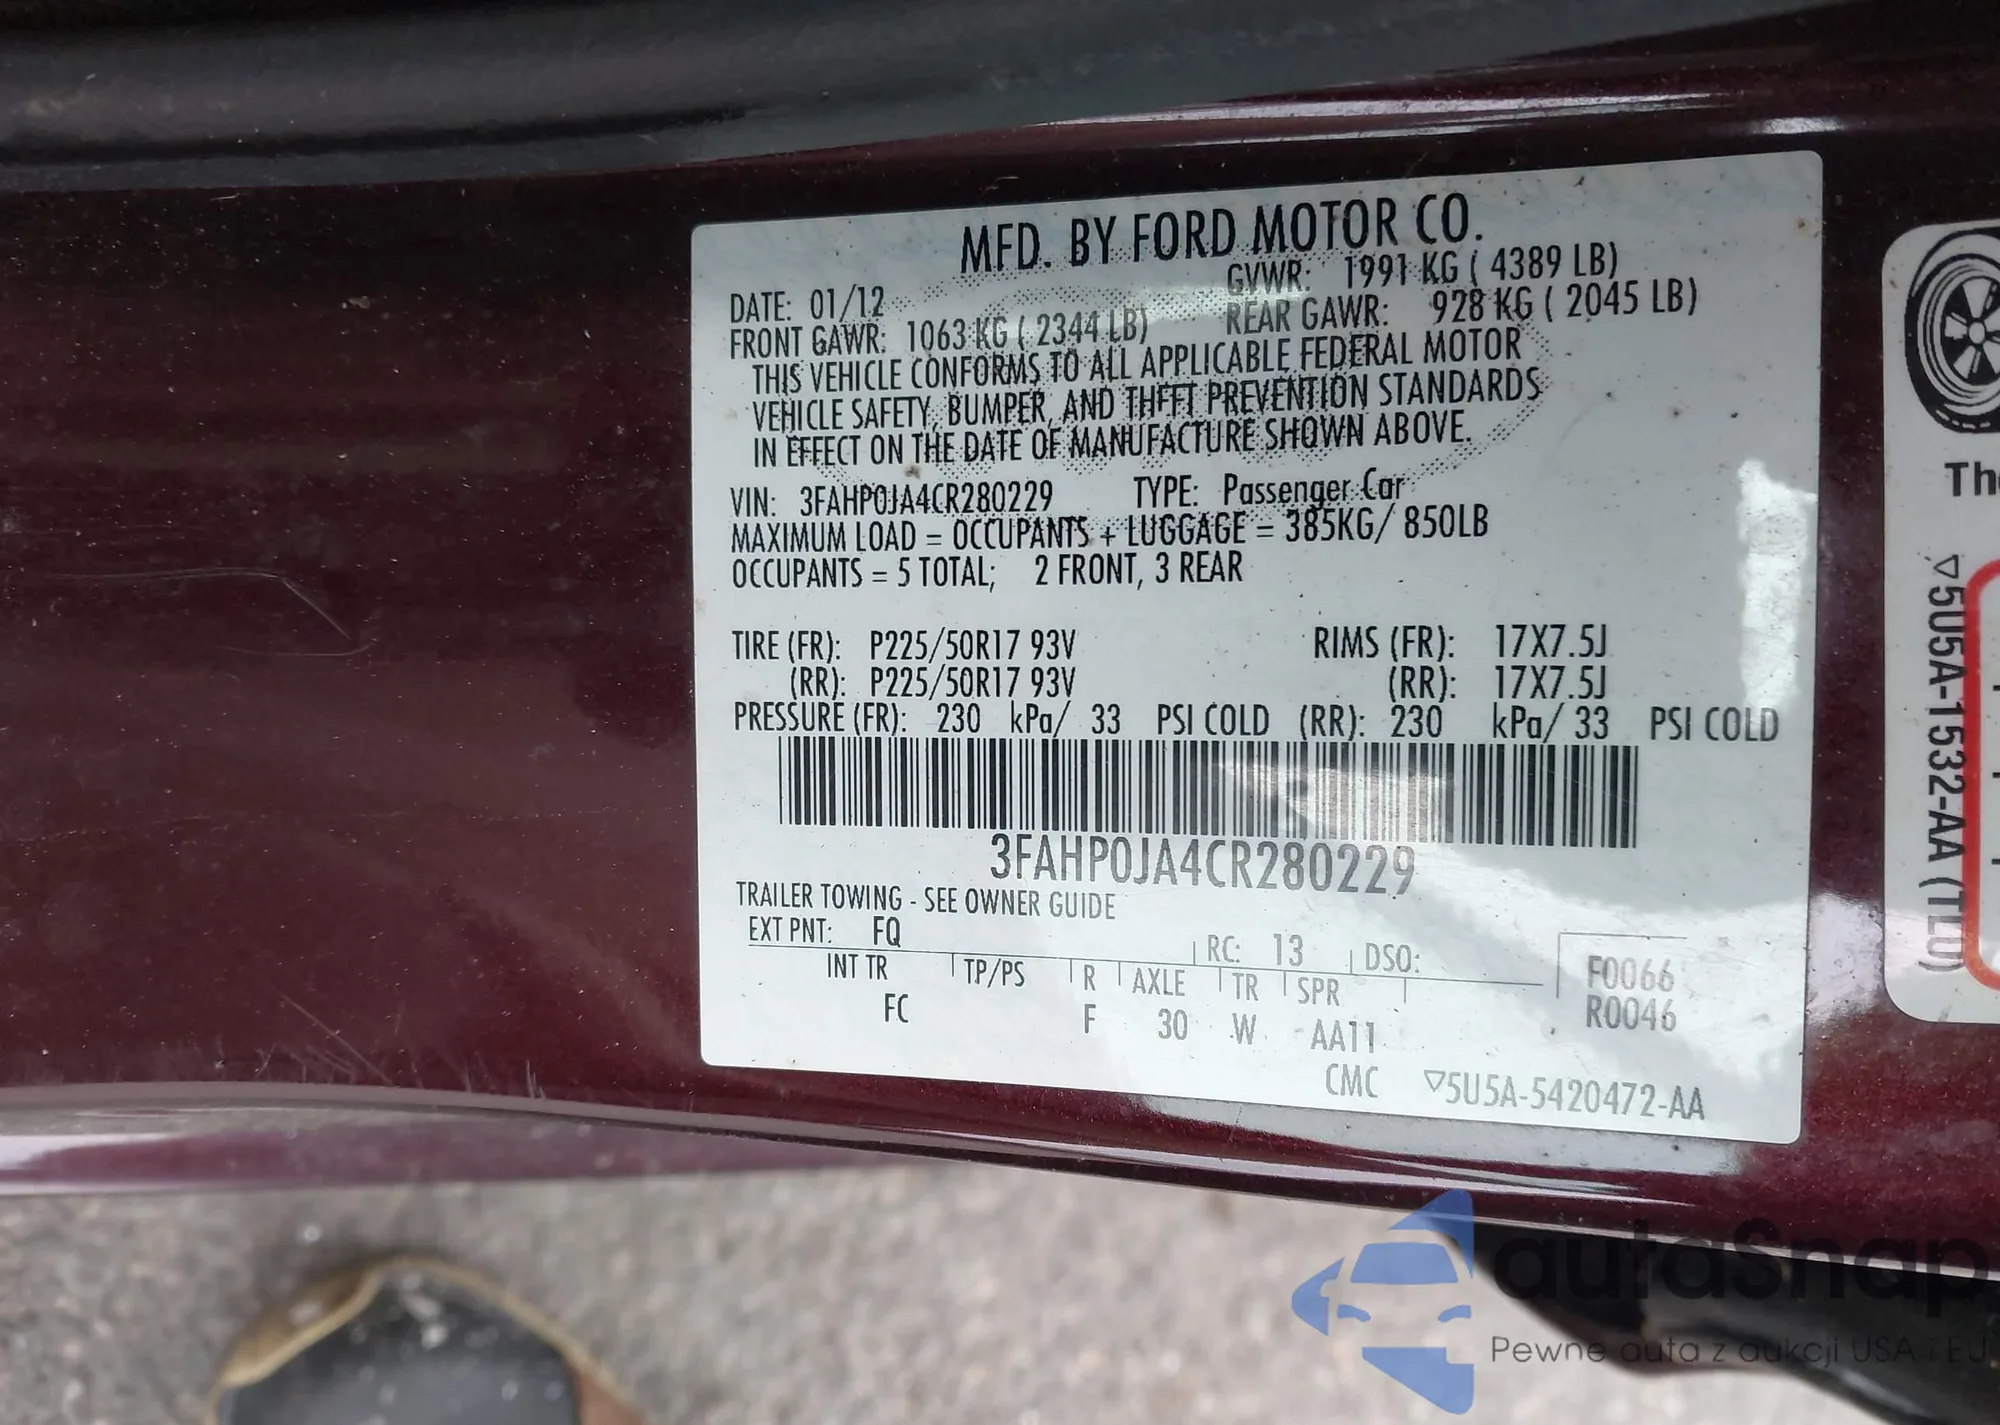 MFD. BY FORD MOTOR CO.
DATE: 01/12 GVWR: 1991 KG ( 4389 LB)
FRONT GAWR: 1063 KG ( 2344 LB) REAR GAWR: 928 KG ( 2045 LB)
THIS VEHICLE CONFORMS TO ALL APPLICABLE FEDERAL MOTOR
VEHICLE SAFETY, BUMPER, AND THEFT PREVENTION STANDARDS
IN EFFECT ON THE DATE OF MANUFACTURE SHOWN ABOVE.
VIN: 3FAHP0JA4CR280229 TYPE: Passenger Car
MAXIMUM LOAD = OCCUPANTS + LUGGAGE = 385KG/ 850LB
OCCUPANTS = 5 TOTAL; 2 FRONT, 3 REAR
TIRE (FR): P225/50R17 93V RIMS (FR): 17X7.5J
(RR): P225/50R17 93V (RR): 17X7.5J
PRESSURE (FR): 230 kPa/ 33 PSI COLD (RR): 230 kPa/ 33 PSI COLD
3FAHP0JA4CR280229
TRAILER TOWING - SEE OWNER GUIDE
EXT PNT: FQ RC: 13 DSO:
INT TR TP/PS R AXLE TR SPR F0066
FC F 30 W AA11 R0046
CMC ▽5U5A-5420472-AA
Th
▽5U5A-1532-AA (TL0)
autoSnap
Pewne auta z aukcji USA i EU